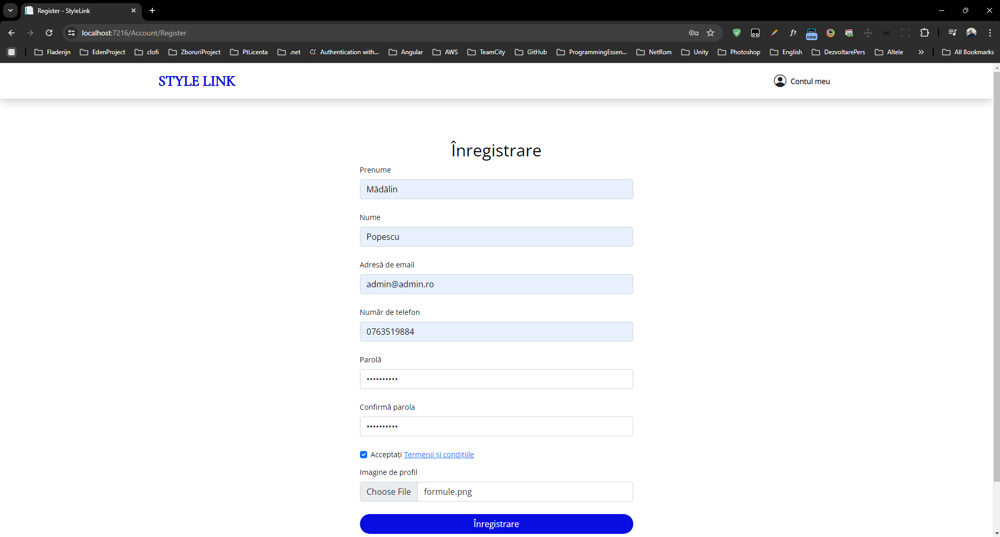 Register - StyleLink
localhost:7216/Account/Register
new
Fladerijn EdenProject clofi ZboruriProject PtLicenta .net CS Authentication with... Angular AWS TeamCity GitHub ProgrammingEssen... NetRom Unity Photoshop English DezvoltarePers Altele » All Bookmarks
STYLE LINK Contul meu
Înregistrare
Prenume
Mădălin
Nume
Popescu
Adresă de email
admin@admin.ro
Număr de telefon
0763519884
Parolă
••••••••••
Confirmă parola
••••••••••
Acceptați Termenii și condițiile
Imagine de profil
Choose File formule.png
Înregistrare